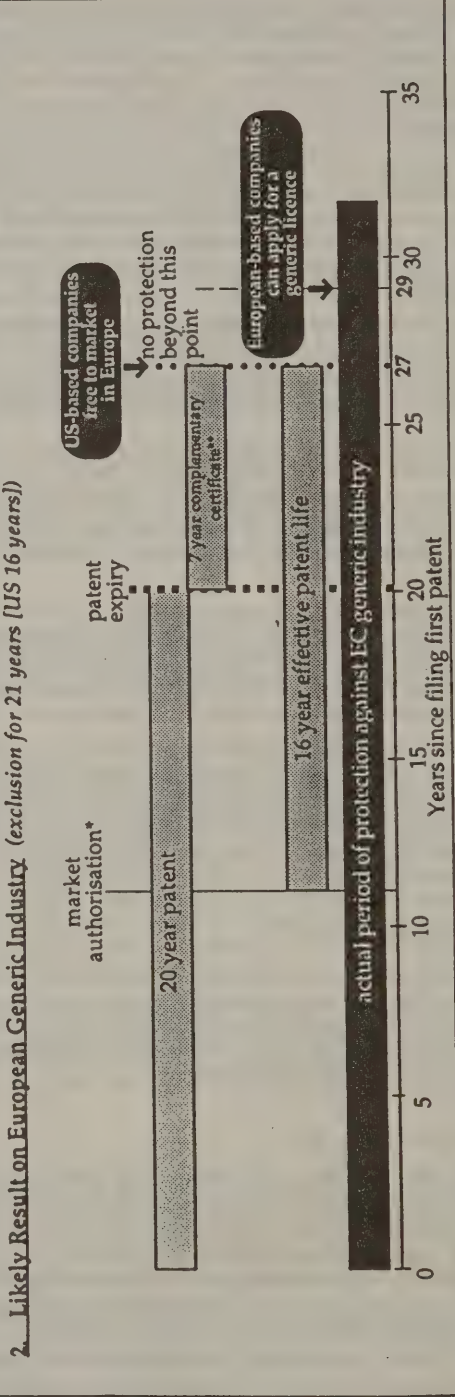 2. Likely Result on European Generic Industry (exclusion for 21 years [US 16 years])
market
authorisation*
patent
expiry
US-based companies
free to market
in Europe
no protection
beyond this
point
European-based companies
can apply for a
generic licence
20 year patent
7 year complementary
certificate**
16 year effective patent life
actual period of protection against EC generic industry
0 5 10 15 20 25 27 29 30 35
Years since filing first patent